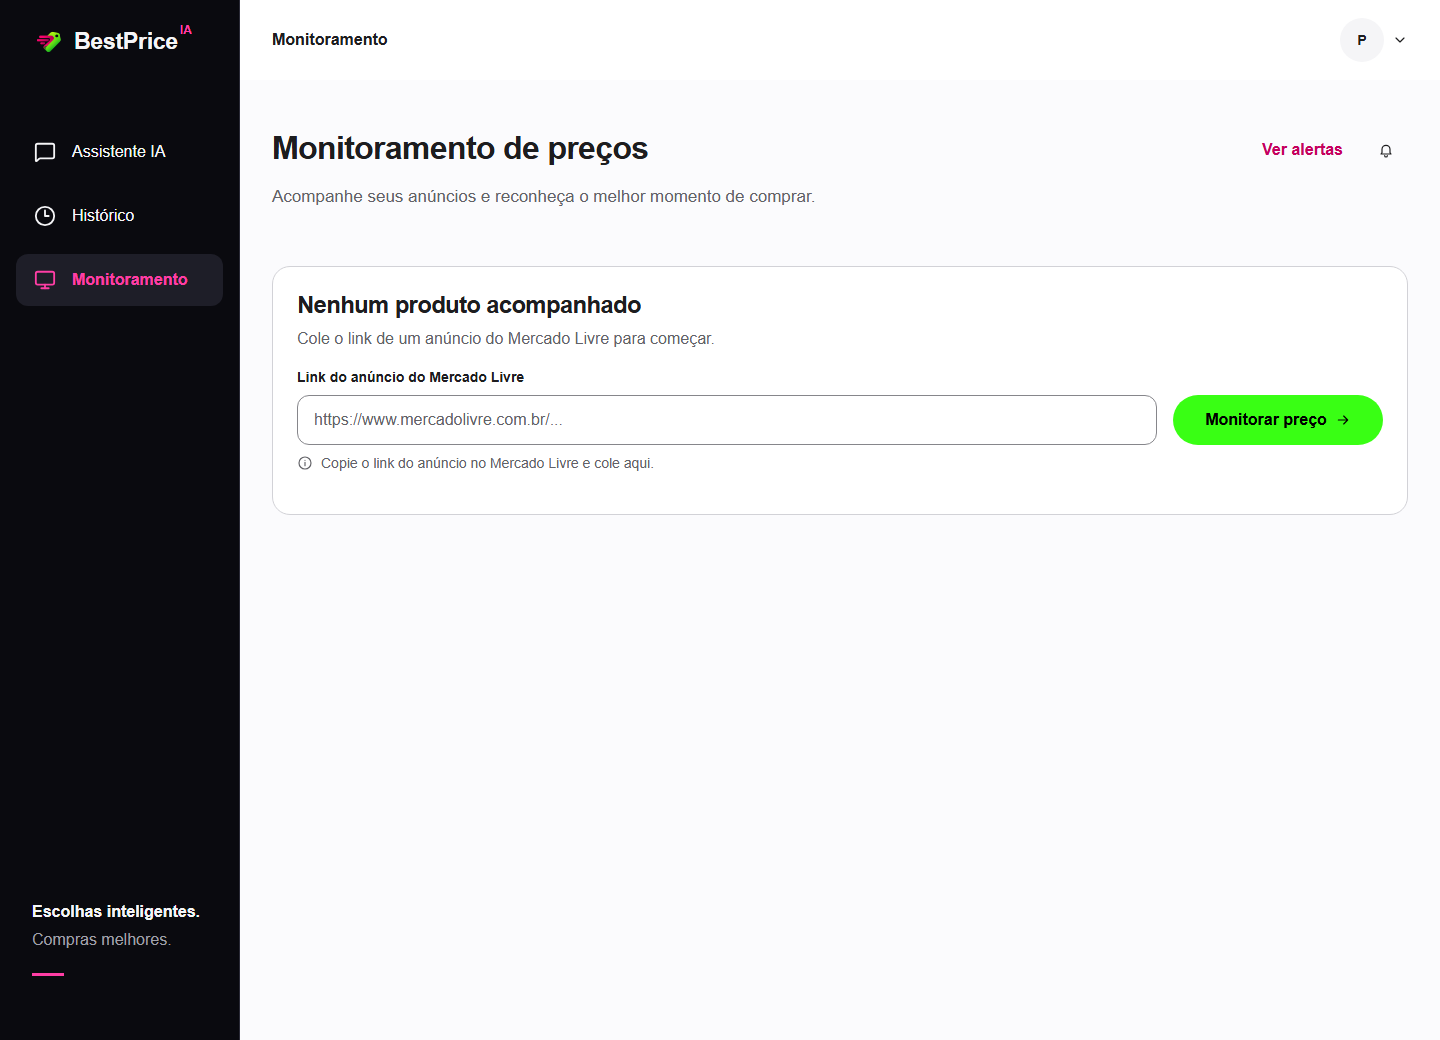 BestPrice IA
Monitoramento
P
Assistente IA
Histórico
Monitoramento
Monitoramento de preços
Ver alertas
Acompanhe seus anúncios e reconheça o melhor momento de comprar.
Nenhum produto acompanhado
Cole o link de um anúncio do Mercado Livre para começar.
Link do anúncio do Mercado Livre
https://www.mercadolivre.com.br/...
Monitorar preço →
Copie o link do anúncio no Mercado Livre e cole aqui.
Escolhas inteligentes.
Compras melhores.